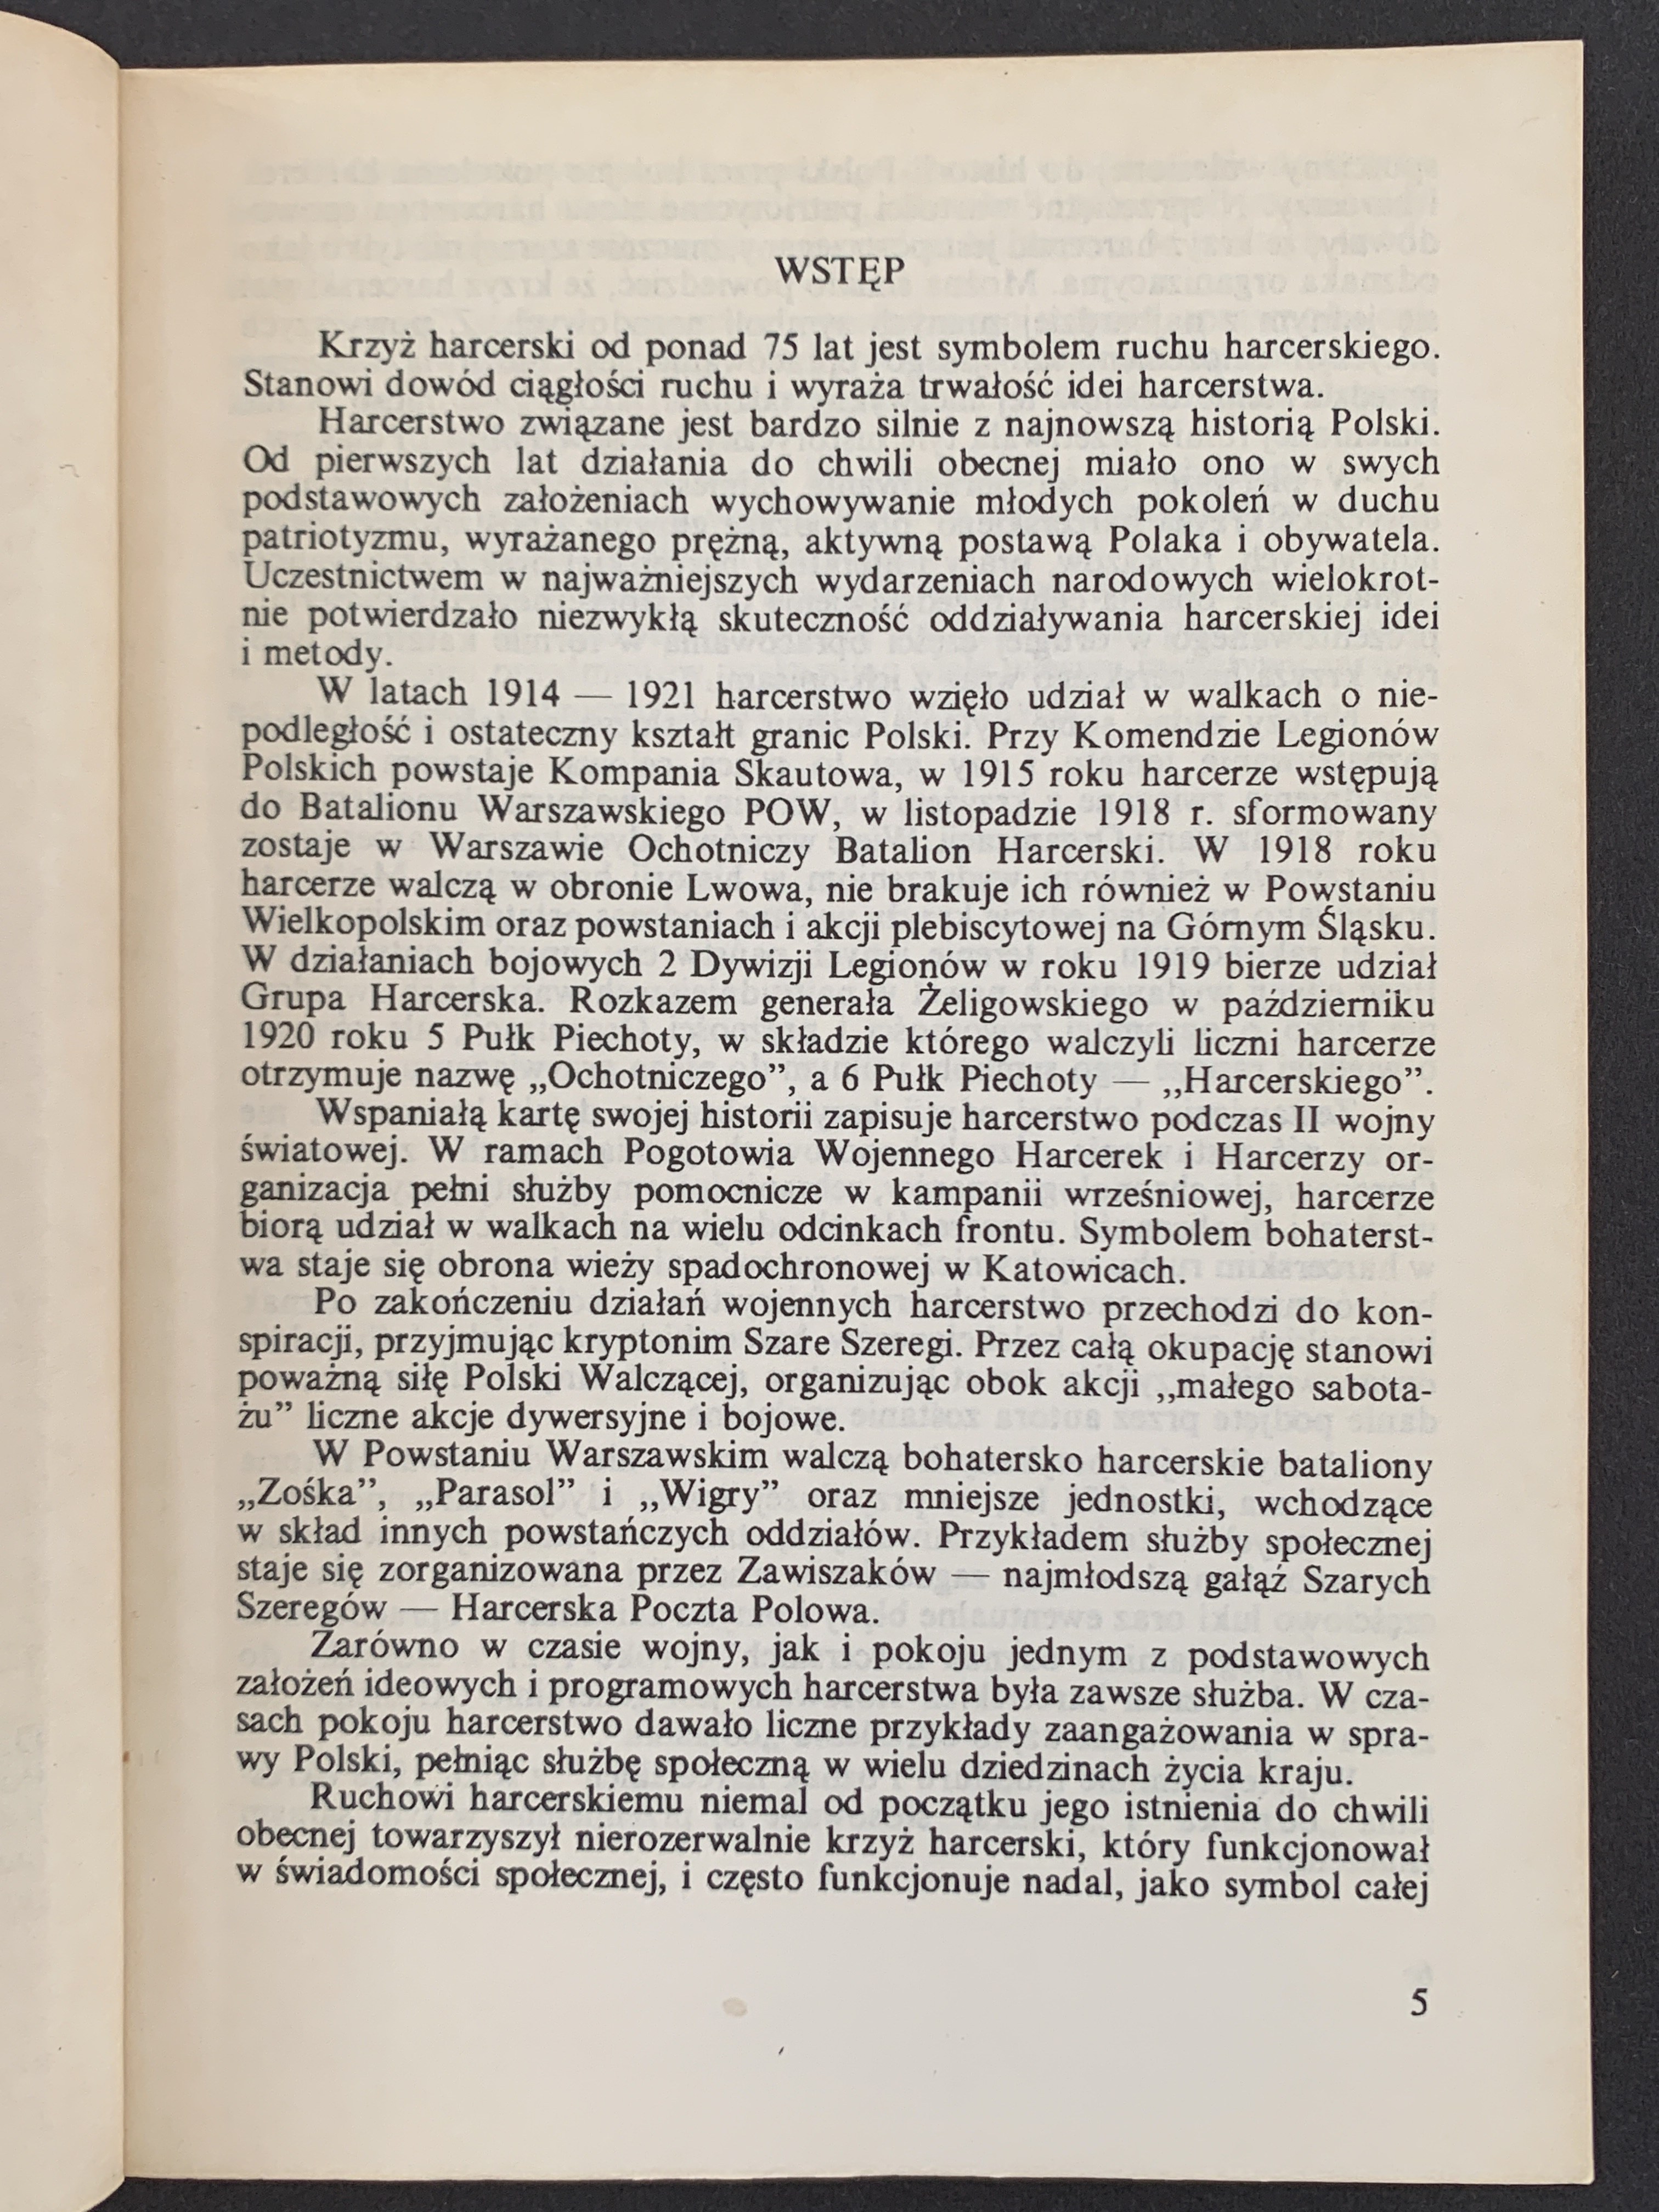 WSTĘP
Krzyż harcerski od ponad 75 lat jest symbolem ruchu harcerskiego.
Stanowi dowód ciągłości ruchu i wyraża trwałość idei harcerstwa.
Harcerstwo związane jest bardzo silnie z najnowszą historią Polski.
Od pierwszych lat działania do chwili obecnej miało ono w swych
podstawowych założeniach wychowywanie młodych pokoleń w duchu
patriotyzmu, wyrażanego prężną, aktywną postawą Polaka i obywatela.
Uczestnictwem w najważniejszych wydarzeniach narodowych wielokrot-
nie potwierdzało niezwykłą skuteczność oddziaływania harcerskiej idei
i metody.
W latach 1914 — 1921 harcerstwo wzięło udział w walkach o nie-
podległość i ostateczny kształt granic Polski. Przy Komendzie Legionów
Polskich powstaje Kompania Skautowa, w 1915 roku harcerze wstępują
do Batalionu Warszawskiego POW, w listopadzie 1918 r. sformowany
zostaje w Warszawie Ochotniczy Batalion Harcerski. W 1918 roku
harcerze walczą w obronie Lwowa, nie brakuje ich również w Powstaniu
Wielkopolskim oraz powstaniach i akcji plebiscytowej na Górnym Śląsku.
W działaniach bojowych 2 Dywizji Legionów w roku 1919 bierze udział
Grupa Harcerska. Rozkazem generała Żeligowskiego w październiku
1920 roku 5 Pułk Piechoty, w składzie którego walczyli liczni harcerze
otrzymuje nazwę „Ochotniczego”, a 6 Pułk Piechoty — „Harcerskiego”.
Wspaniałą kartę swojej historii zapisuje harcerstwo podczas II wojny
światowej. W ramach Pogotowia Wojennego Harcerek i Harcerzy or-
ganizacja pełni służby pomocnicze w kampanii wrześniowej, harcerze
biorą udział w walkach na wielu odcinkach frontu. Symbolem bohaterst-
wa staje się obrona wieży spadochronowej w Katowicach.
Po zakończeniu działań wojennych harcerstwo przechodzi do kon-
spiracji, przyjmując kryptonim Szare Szeregi. Przez całą okupację stanowi
poważną siłę Polski Walczącej, organizując obok akcji „małego sabota-
żu” liczne akcje dywersyjne i bojowe.
W Powstaniu Warszawskim walczą bohatersko harcerskie bataliony
„Zośka”, „Parasol” i „Wigry” oraz mniejsze jednostki, wchodzące
w skład innych powstańczych oddziałów. Przykładem służby społecznej
staje się zorganizowana przez Zawiszaków — najmłodszą gałąź Szarych
Szeregów — Harcerska Poczta Polowa.
Zarówno w czasie wojny, jak i pokoju jednym z podstawowych
założeń ideowych i programowych harcerstwa była zawsze służba. W cza-
sach pokoju harcerstwo dawało liczne przykłady zaangażowania w spra-
wy Polski, pełniąc służbę społeczną w wielu dziedzinach życia kraju.
Ruchowi harcerskiemu niemal od początku jego istnienia do chwili
obecnej towarzyszył nierozerwalnie krzyż harcerski, który funkcjonował
w świadomości społecznej, i często funkcjonuje nadal, jako symbol całej
5